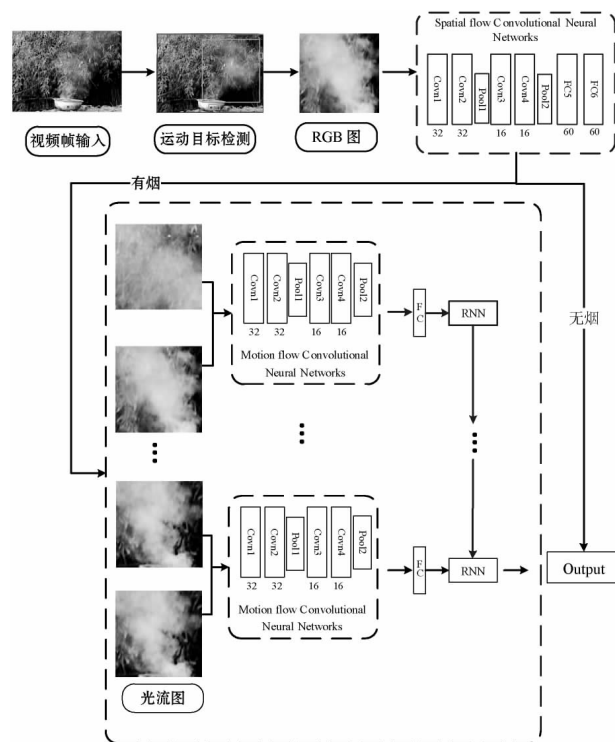 Spatial flow Convolutional Neural
Networks
Covn1
Covn2
Pool1
Covn3
Covn4
Pool2
FC5
FC6
32
32
16
16
60
60
视频帧输入
运动目标检测
RGB 图
有烟
无烟
Covn1
Covn2
Pool1
Covn3
Covn4
Pool2
32
32
16
16
Motion flow Convolutional
Neural Networks
FC
RNN
Covn1
Covn2
Pool1
Covn3
Covn4
Pool2
32
32
16
16
Motion flow Convolutional
Neural Networks
FC
RNN
Output
光流图